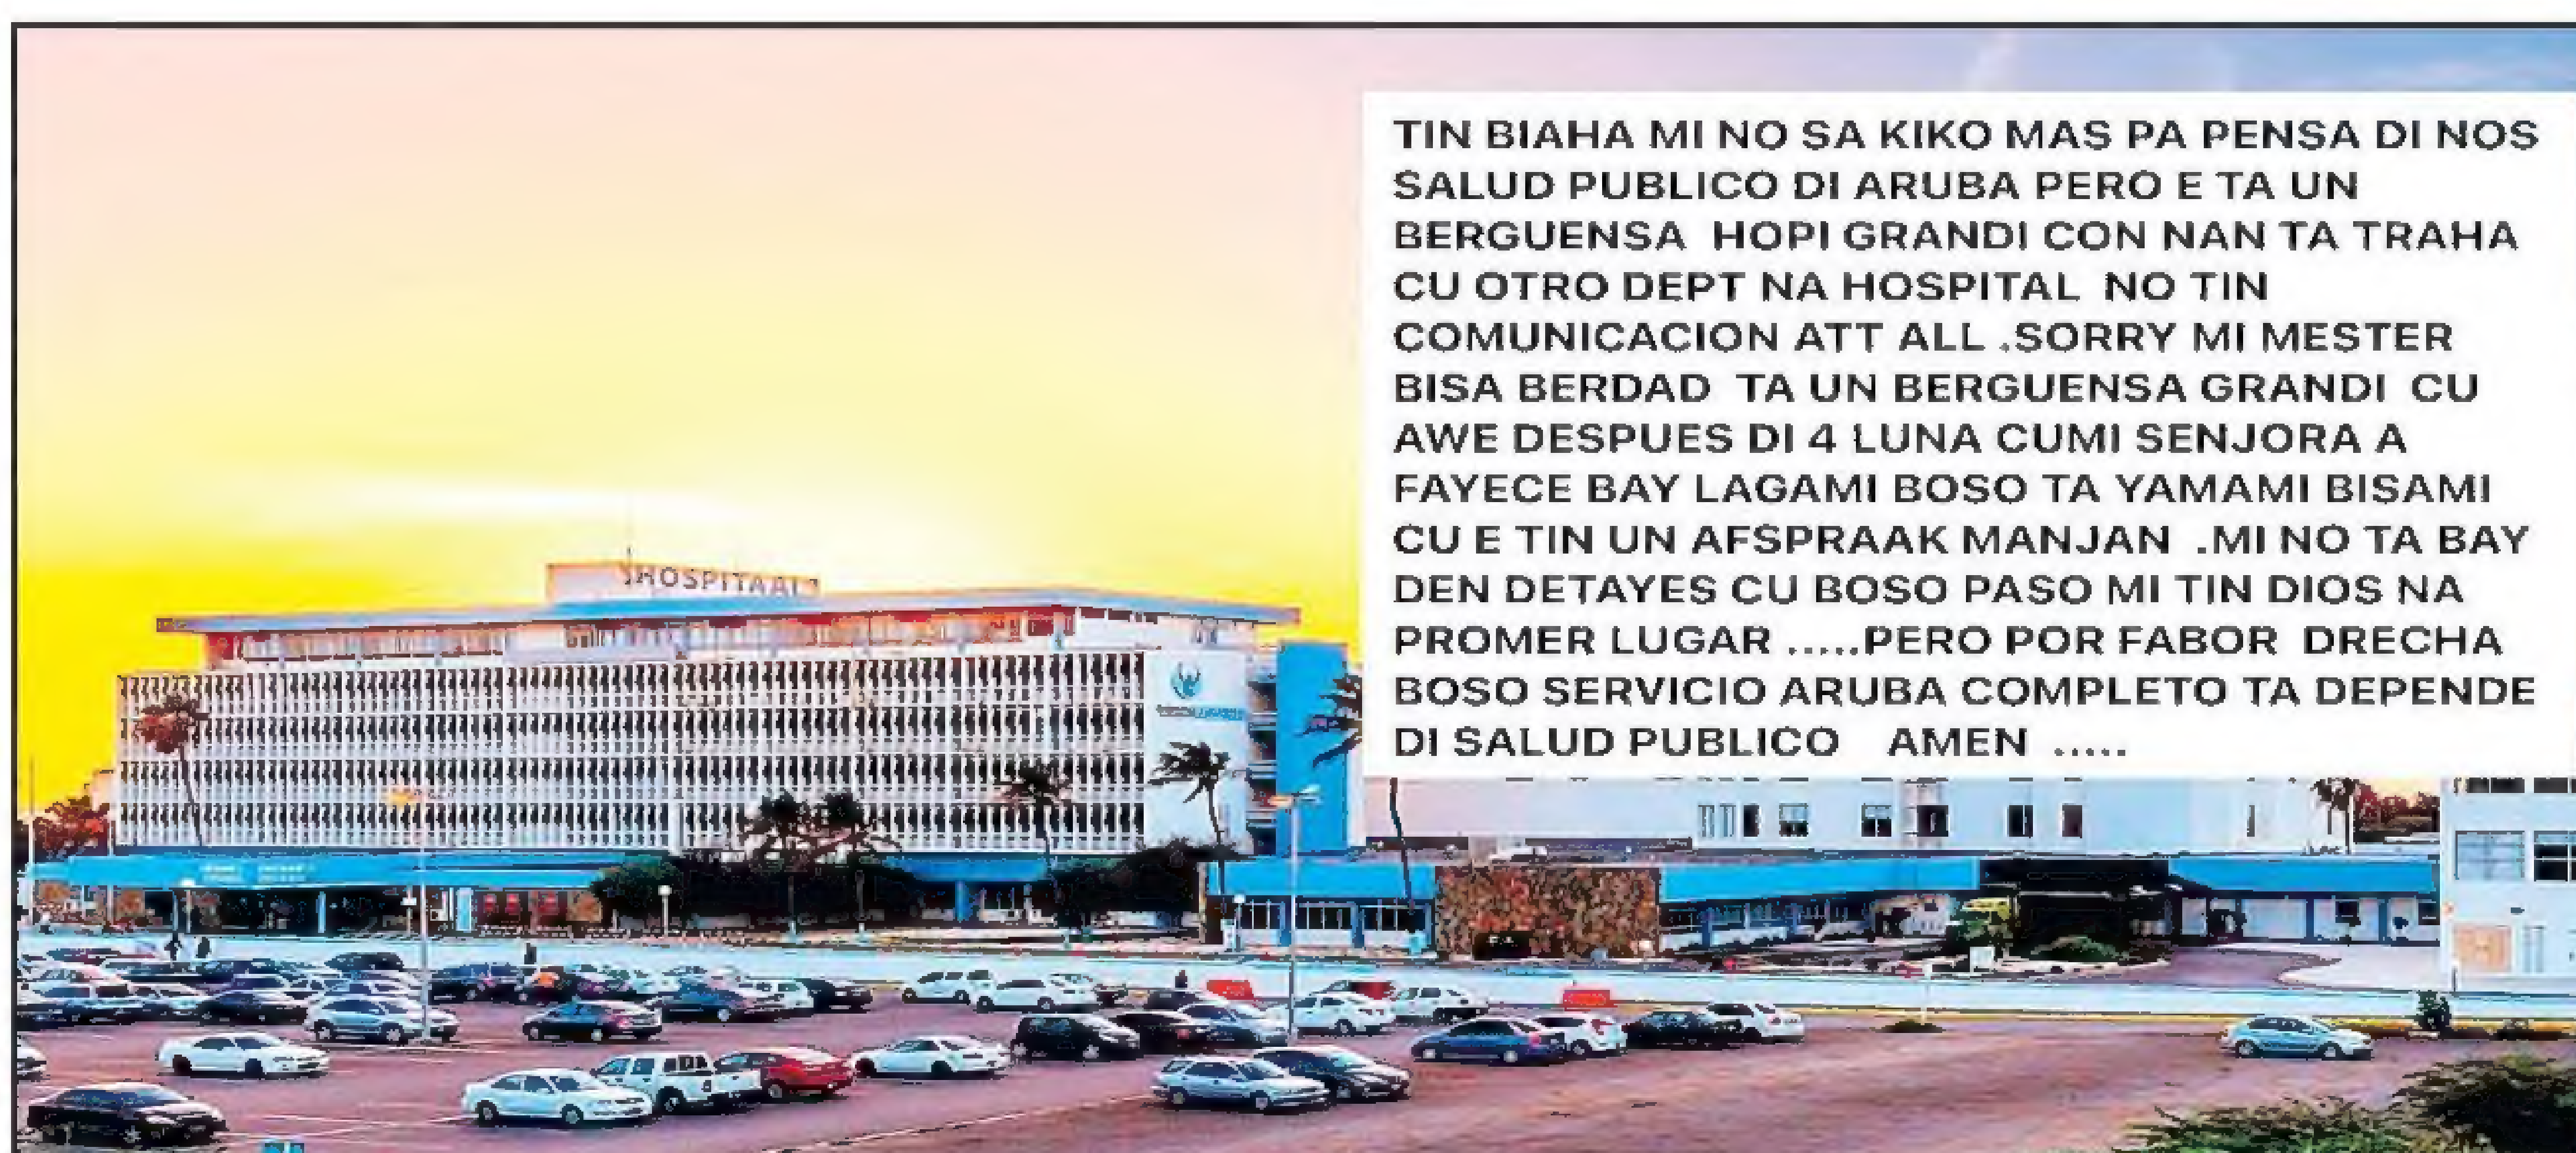 TIN BIAHA MI NO SA KIKO MAS PA PENSA DI NOS
SALUD PUBLICO DI ARUBA PERO E TA UN
BERGUENSA HOPI GRANDI CON NAN TA TRAHA
CU OTRO DEPT NA HOSPITAL NO TIN
COMUNICACION ATT ALL .SORRY MI MESTER
BISA BERDAD TA UN BERGUENSA GRANDI CU
AWE DESPUES DI 4 LUNA CUMI SENJORA A
FAYECE BAY LAGAMI BOSO TA YAMAMI BISAMI
CU E TIN UN AFSPRAAK MANJAN .MI NO TA BAY
DEN DETAYES CU BOSO PASO MI TIN DIOS NA
PROMER LUGAR .....PERO POR FABOR DRECHA
BOSO SERVICIO ARUBA COMPLETO TA DEPENDE
DI SALUD PUBLICO AMEN .....
HOSPITAAL